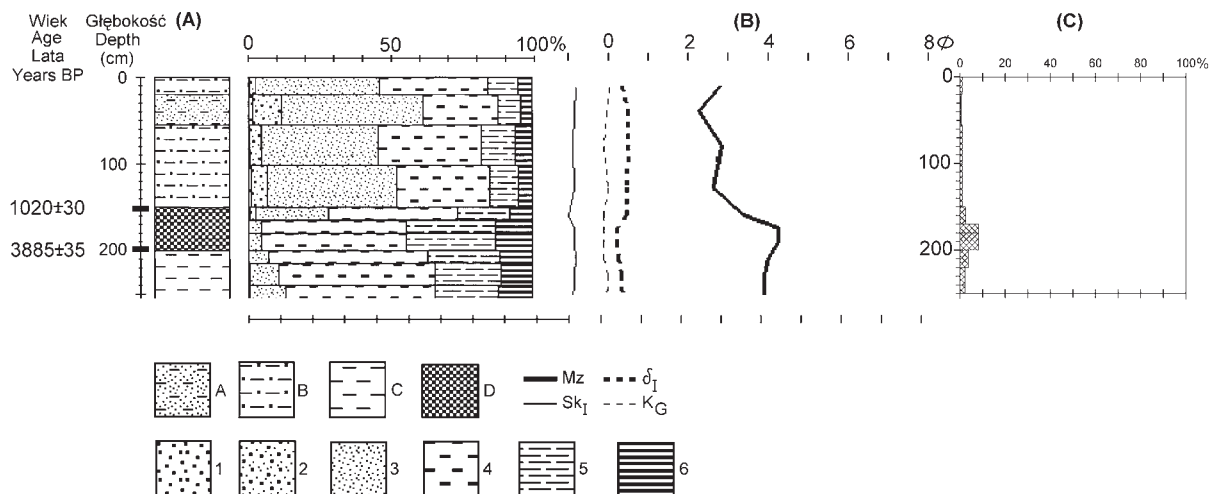 Wiek Głębokość (A) (B) (C)
Age Depth
Lata (cm)
Years BP
0 50 100% 0 2 4 6 8 Ø 0 20 40 60 80 100%
0 0
100 100
1020±30
3885±35 200 200
A B C D Mz δI
SkI KG
1 2 3 4 5 6